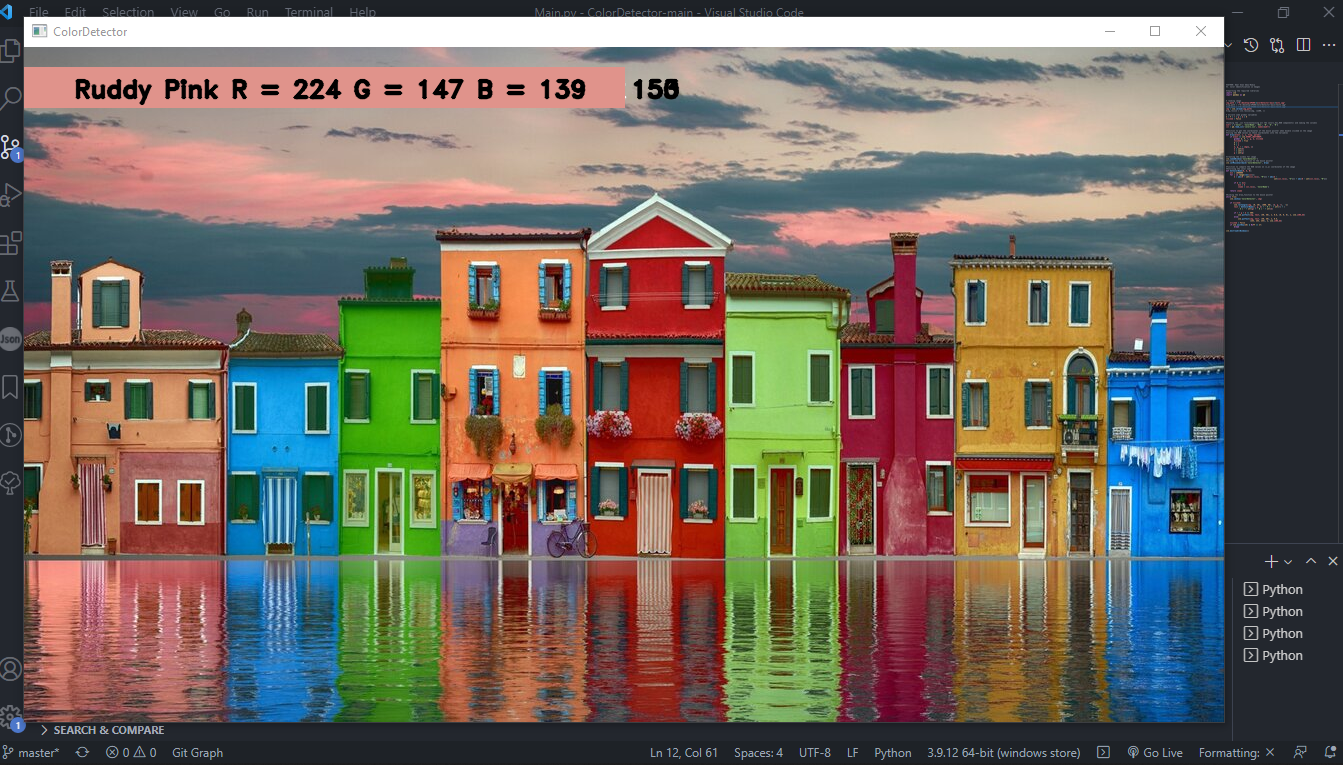 File Edit Selection View Go Run Terminal Help Main.py - ColorDetector-main - Visual Studio Code
ColorDetector
Ruddy Pink R = 224 G = 147 B = 139
Json
1
Python
Python
Python
Python
1
SEARCH & COMPARE
master* 0 0 Git Graph Ln 12, Col 61 Spaces: 4 UTF-8 LF Python 3.9.12 64-bit (windows store) Go Live Formatting: